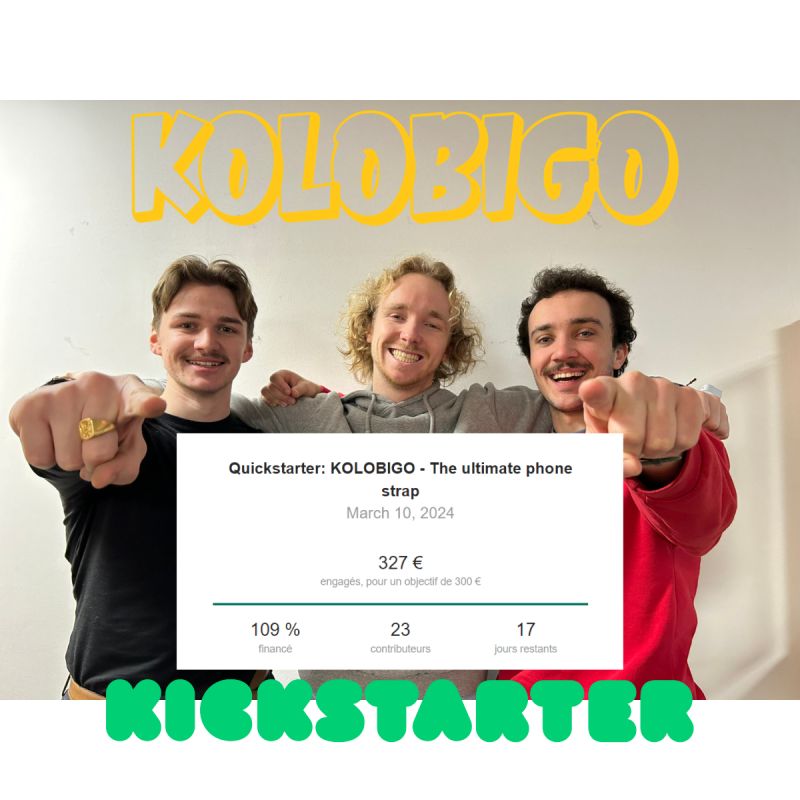 KOLOBIGO
Quickstarter: KOLOBIGO - The ultimate phone
strap
March 10, 2024
327 €
engagés, pour un objectif de 300 €
109 %
23
17
financé
contributeurs
jours restants
KICKSTARTER